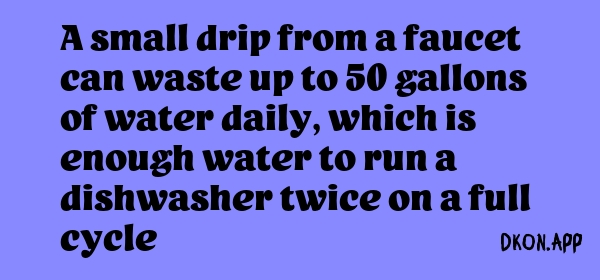 A small drip from a faucet
can waste up to 50 gallons
of water daily, which is
enough water to run a
dishwasher twice on a full
cycle
DKON.APP